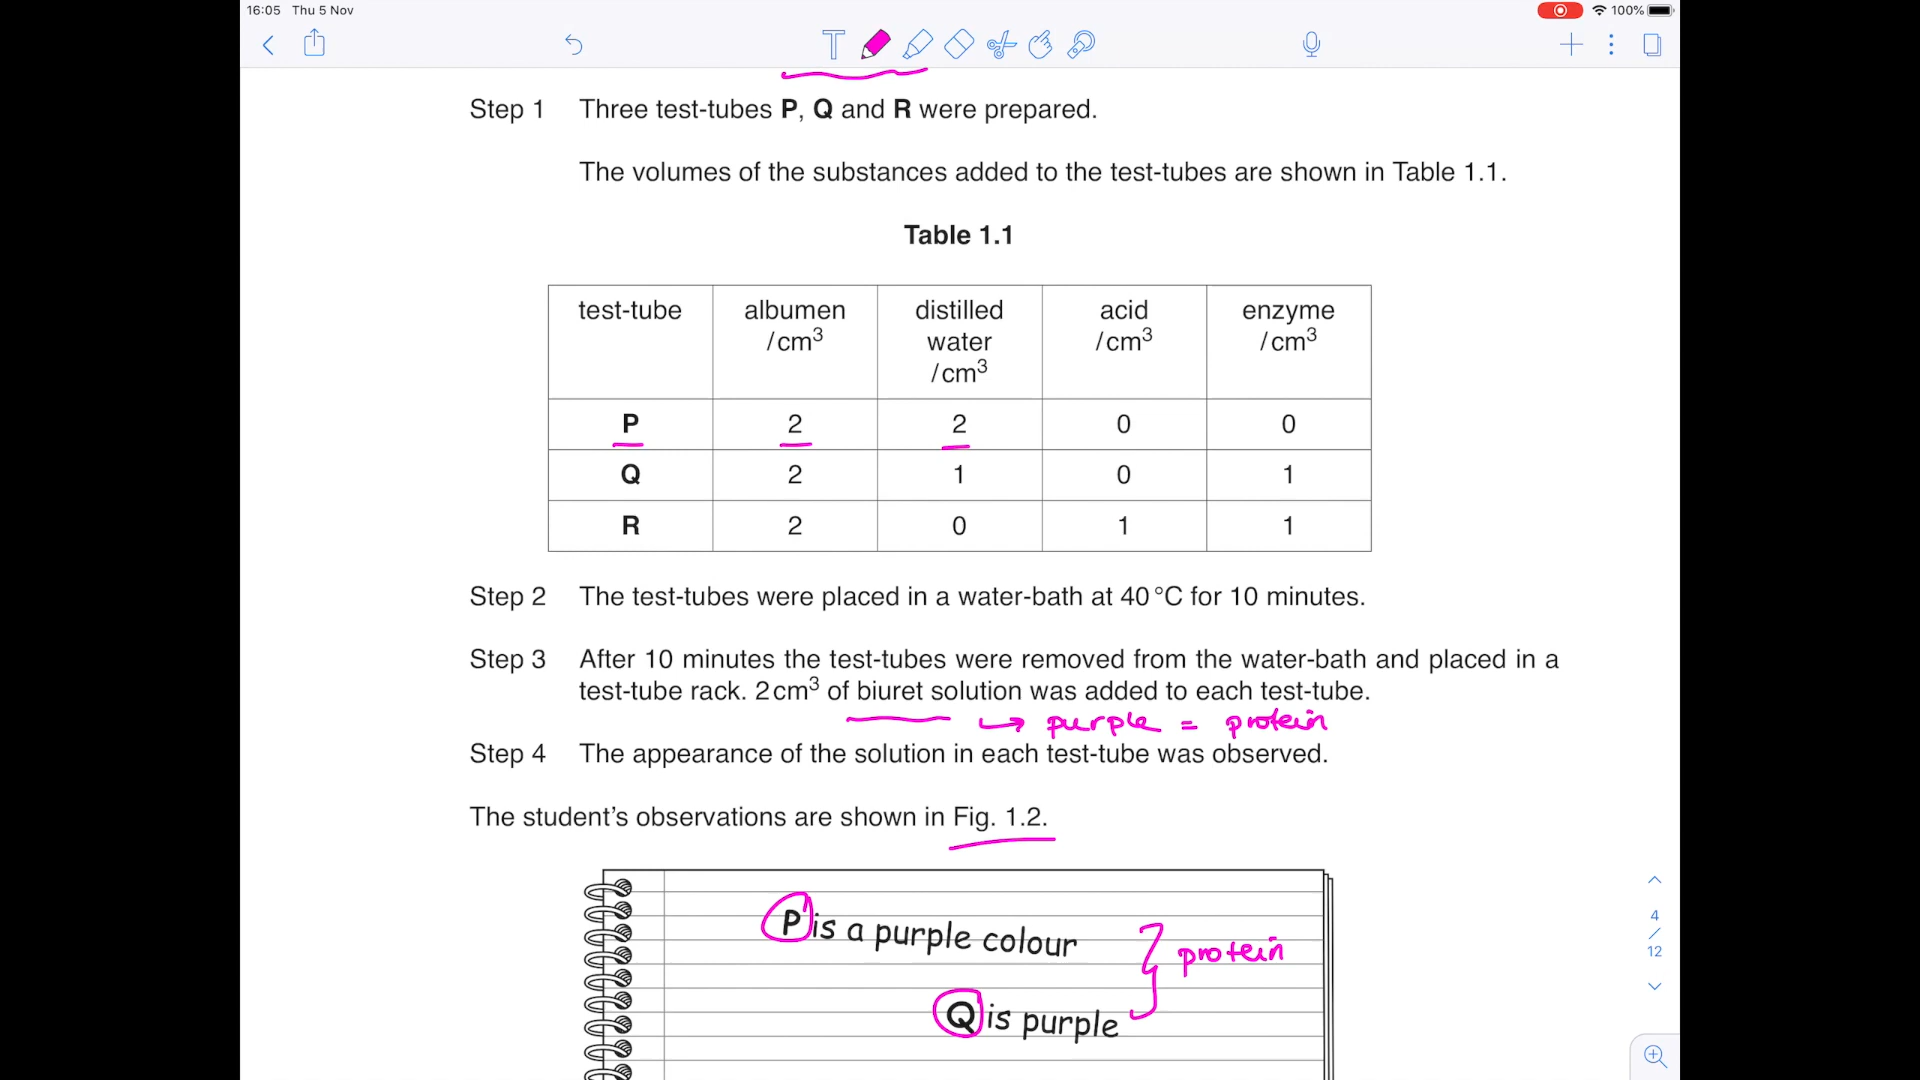 16:05 Thu 5 Nov
100%
T
Step 1 Three test-tubes P, Q and R were prepared.
The volumes of the substances added to the test-tubes are shown in Table 1.1.
Table 1.1
test-tube albumen /cm³ distilled water /cm³ acid /cm³ enzyme /cm³
P 2 2 0 0
Q 2 1 0 1
R 2 0 1 1
Step 2 The test-tubes were placed in a water-bath at 40 °C for 10 minutes.
Step 3 After 10 minutes the test-tubes were removed from the water-bath and placed in a
test-tube rack. 2 cm³ of biuret solution was added to each test-tube.
↪ purple = protein
Step 4 The appearance of the solution in each test-tube was observed.
The student's observations are shown in Fig. 1.2.
P is a purple colour
protein
Q is purple
4
/
12